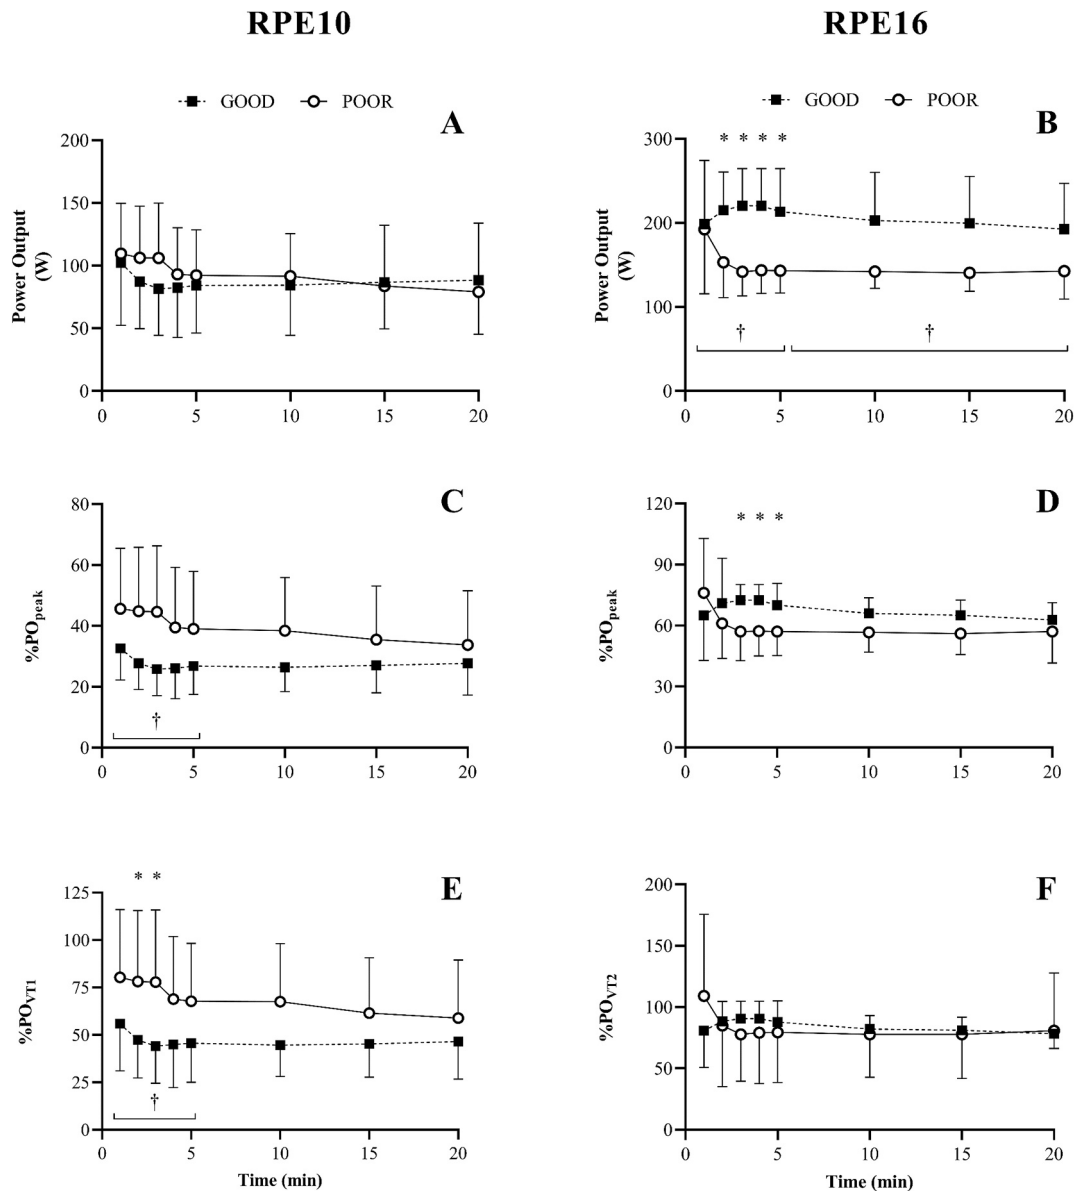 RPE10
RPE16
GOOD POOR
GOOD POOR
A
200
150
100
50
0
Power Output
(W)
0 5 10 15 20
B
* * * *
300
200
100
0
Power Output
(W)
† †
0 5 10 15 20
C
80
60
40
20
0
%POpeak
†
0 5 10 15 20
D
* * *
120
90
60
30
0
%POpeak
0 5 10 15 20
E
* *
125
100
75
50
25
0
%POVT1
†
0 5 10 15 20
Time (min)
F
200
150
100
50
0
%POVT2
0 5 10 15 20
Time (min)